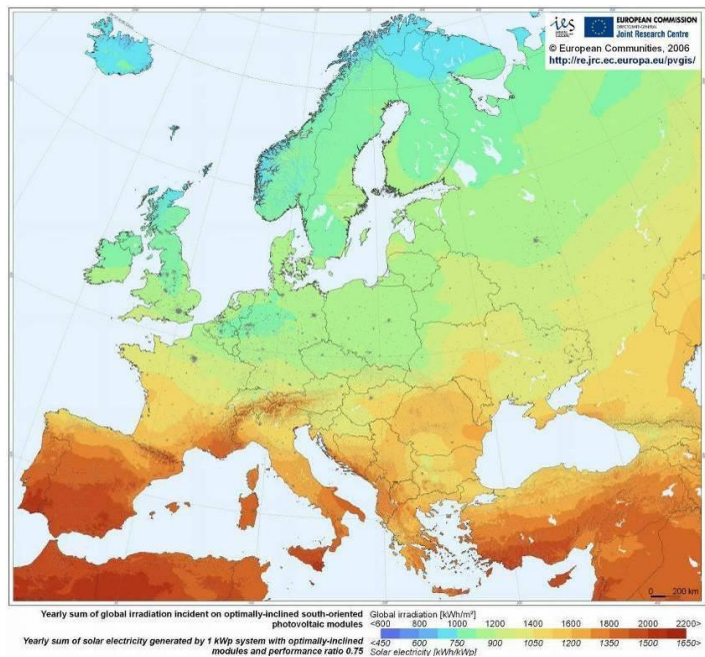 ies
EUROPEAN COMMISSION
DIRECTORATE-GENERAL
Joint Research Centre
© European Communities, 2006
http://re.jrc.ec.europa.eu/pvgis/
0 200 km
Yearly sum of global irradiation incident on optimally-inclined south-oriented
photovoltaic modules
Global irradiation [kWh/m²]
<600 800 1000 1200 1400 1600 1800 2000 2200>
Yearly sum of solar electricity generated by 1 kWp system with optimally-inclined
modules and performance ratio 0.75
<450 600 750 900 1050 1200 1350 1500 1650>
Solar electricity [kWh/kWp]